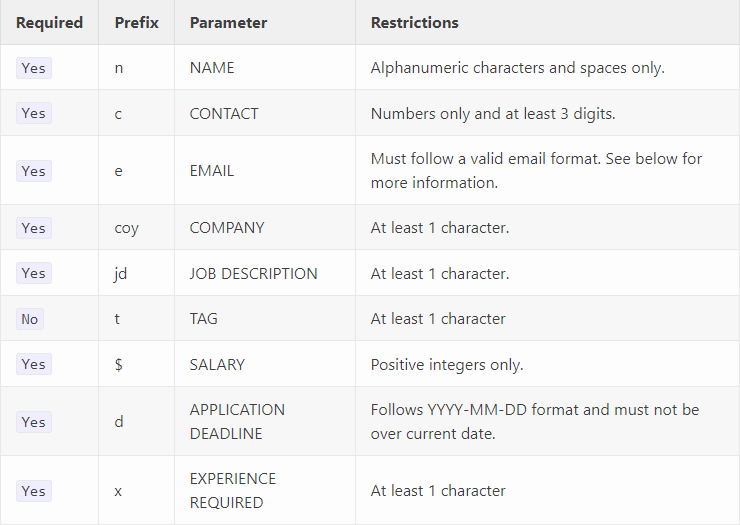 Required Prefix Parameter Restrictions
Yes n NAME Alphanumeric characters and spaces only.
Yes c CONTACT Numbers only and at least 3 digits.
Yes e EMAIL Must follow a valid email format. See below for
more information.
Yes coy COMPANY At least 1 character.
Yes jd JOB DESCRIPTION At least 1 character.
No t TAG At least 1 character
Yes $ SALARY Positive integers only.
Yes d APPLICATION
DEADLINE
Follows YYYY-MM-DD format and must not be
over current date.
Yes x EXPERIENCE
REQUIRED
At least 1 character